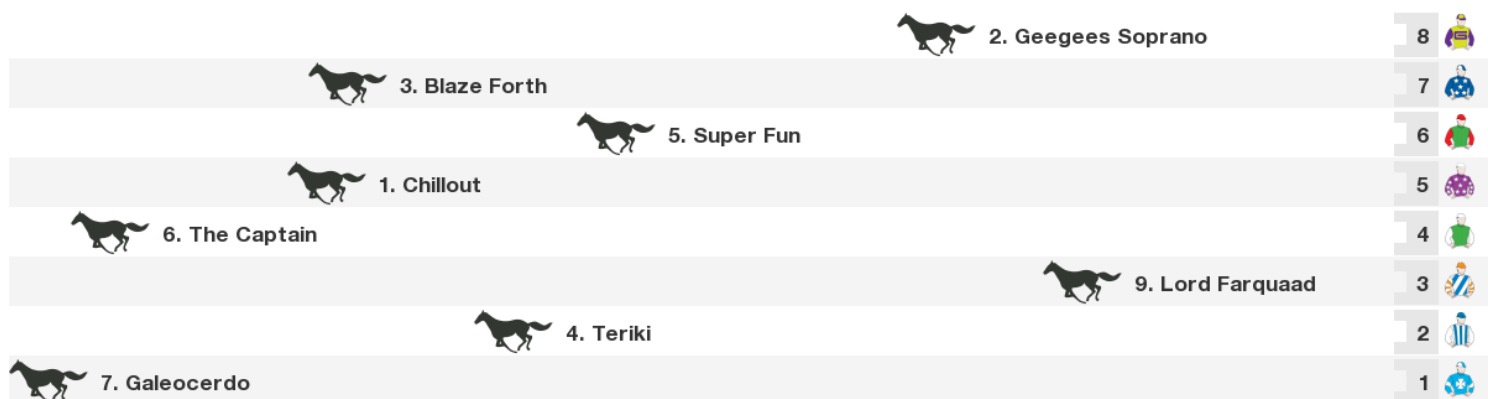 2. Geegees Soprano 8
3. Blaze Forth 7
5. Super Fun 6
1. Chillout 5
6. The Captain 4
9. Lord Farquaad 3
4. Teriki 2
7. Galeocerdo 1